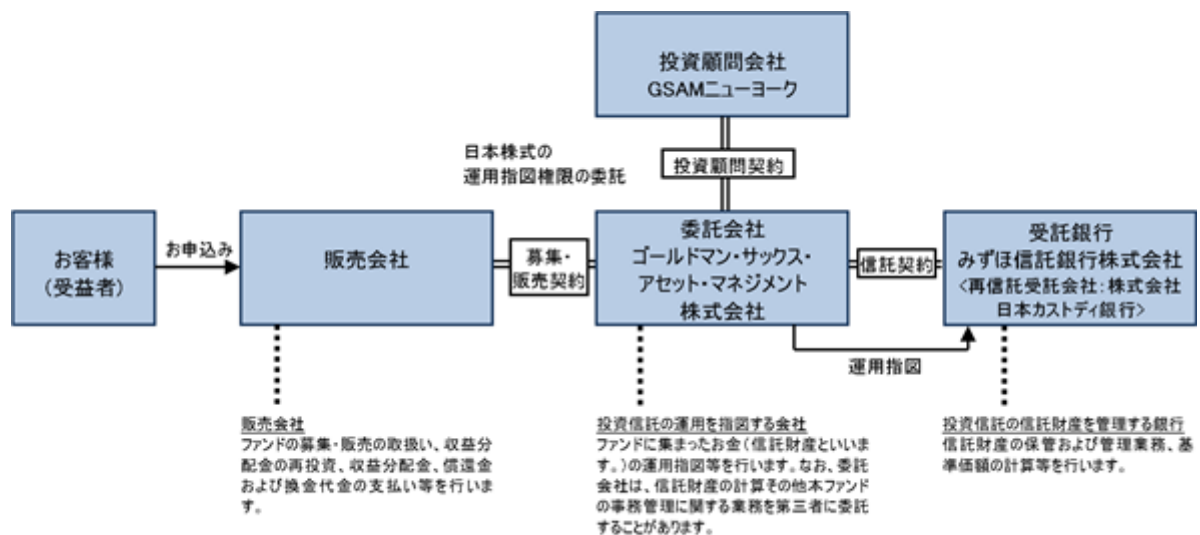 投資顧問会社
GSAMニューヨーク
日本株式の
運用指図権限の委託
投資顧問契約
お客様
(受益者)
お申込み
販売会社
募集・
販売契約
委託会社
ゴールドマン・サックス・
アセット・マネジメント
株式会社
信託契約
受託銀行
みずほ信託銀行株式会社
<再信託受託会社:株式会社
日本カストディ銀行>
運用指図
販売会社
ファンドの募集・販売の取扱い、収益分
配金の再投資、収益分配金、償還金
および換金代金の支払い等を行いま
す。
投資信託の運用を指図する会社
ファンドに集まったお金(信託財産といいま
す。)の運用指図等を行います。なお、委託
会社は、信託財産の計算その他本ファンド
の事務管理に関する業務を第三者に委託
することがあります。
投資信託の信託財産を管理する銀行
信託財産の保管および管理業務、基
準価額の計算等を行います。